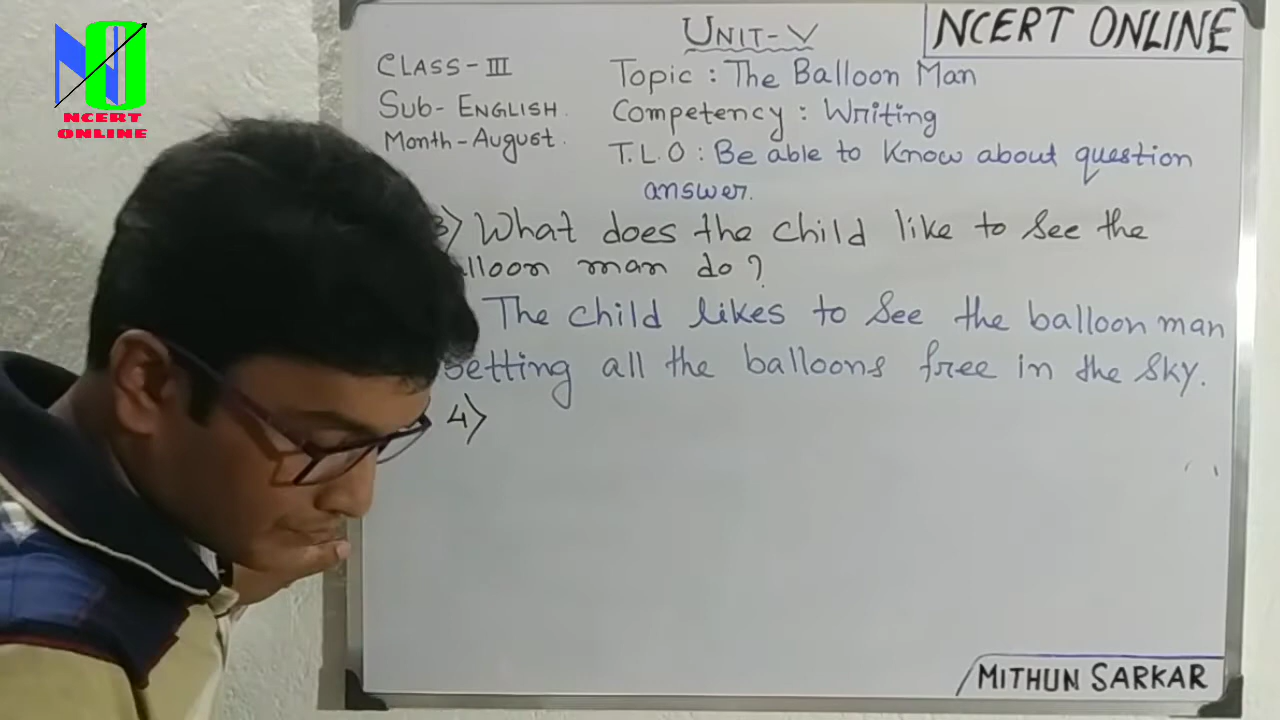 NCERT
ONLINE
UNIT-V
NCERT ONLINE
CLASS-III
Topic : The Balloon Man
Sub- ENGLISH.
Competency : Writing
Month-August.
T.L.O : Be able to Know about question
answer.
3) What does the child like to see the
lloon man do?
The child likes to see the balloon man
setting all the balloons free in the sky.
4)
MITHUN SARKAR